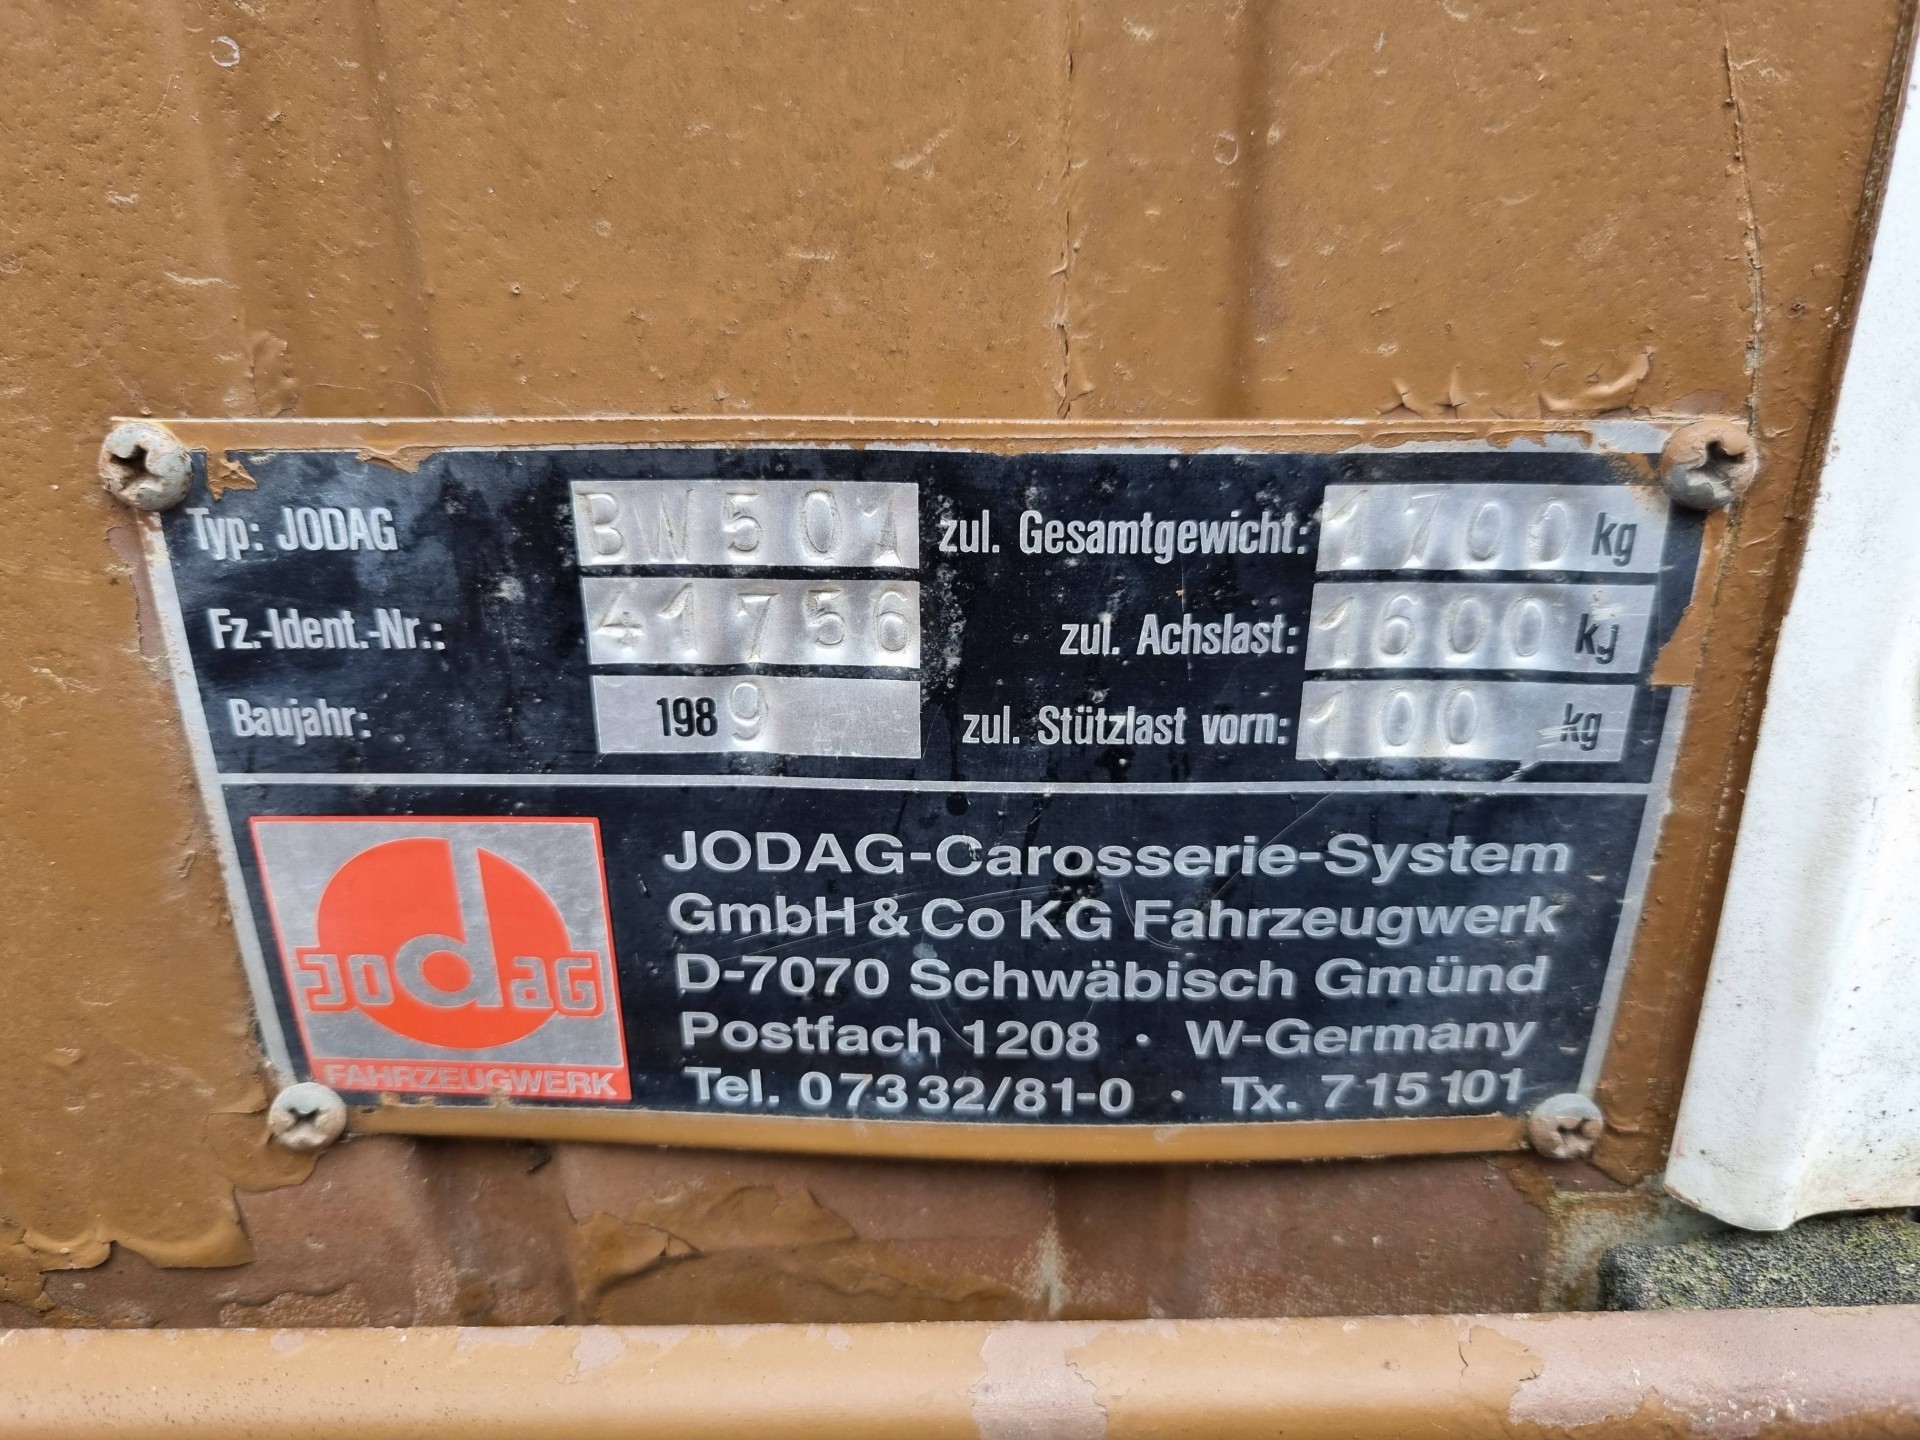 Typ: JODAG BW501 zul. Gesamtgewicht: 1700 kg
Fz.-Ident.-Nr.: 41756 zul. Achslast: 1600 kg
Baujahr: 1989 zul. Stützlast vorn: 100 kg
JODAG
FAHRZEUGWERK
JODAG-Carosserie-System
GmbH & Co KG Fahrzeugwerk
D-7070 Schwäbisch Gmünd
Postfach 1208 · W-Germany
Tel. 07332/81-0 · Tx. 715101